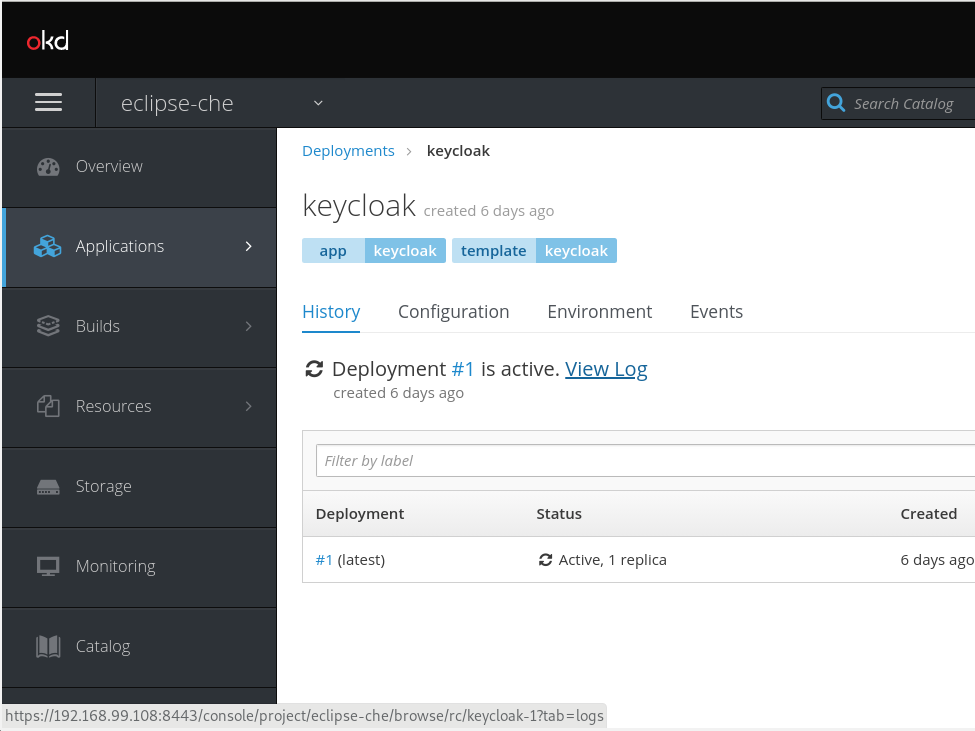 okd
eclipse-che
Search Catalog
Overview
Applications
Builds
Resources
Storage
Monitoring
Catalog
Deployments > keycloak
keycloak created 6 days ago
app keycloak template keycloak
History Configuration Environment Events
Deployment #1 is active. View Log
created 6 days ago
Filter by label
Deployment Status Created
#1 (latest) Active, 1 replica 6 days ago
https://192.168.99.108:8443/console/project/eclipse-che/browse/rc/keycloak-1?tab=logs